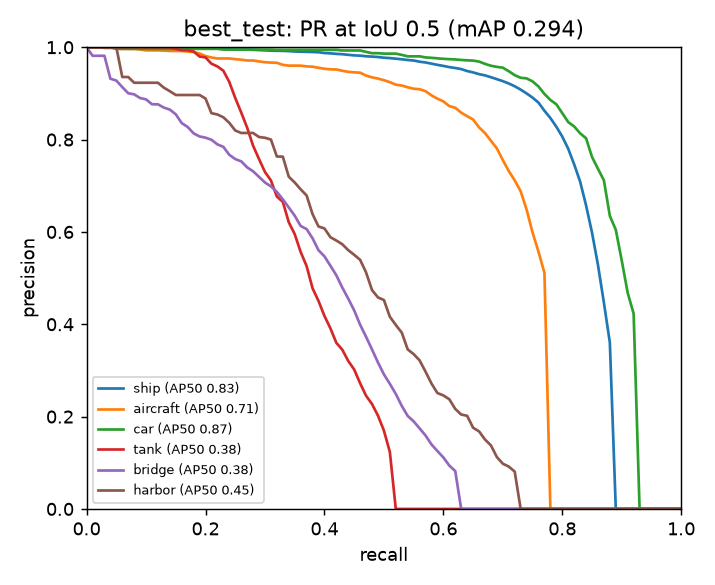 best_test: PR at IoU 0.5 (mAP 0.294)
precision
1.0
0.8
0.6
0.4
0.2
0.0
ship (AP50 0.83)
aircraft (AP50 0.71)
car (AP50 0.87)
tank (AP50 0.38)
bridge (AP50 0.38)
harbor (AP50 0.45)
0.0 0.2 0.4 0.6 0.8 1.0
recall